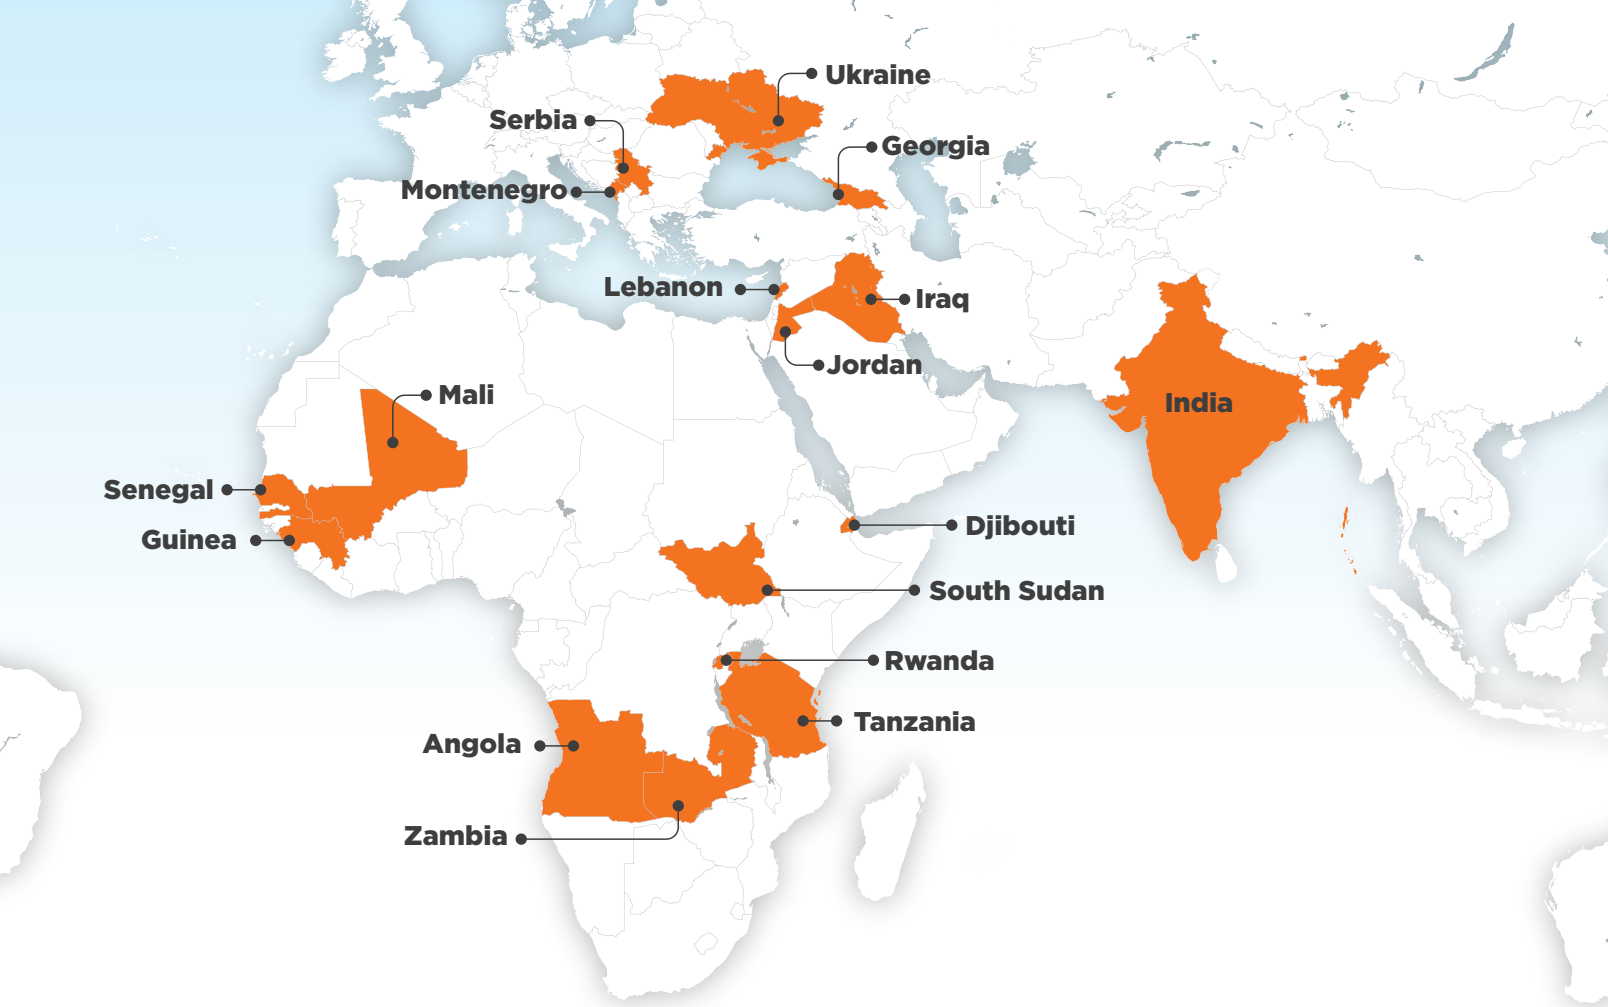 Ukraine
Serbia
Georgia
Montenegro
Lebanon
Iraq
Jordan
Mali
India
Senegal
Guinea
Djibouti
South Sudan
Rwanda
Tanzania
Angola
Zambia